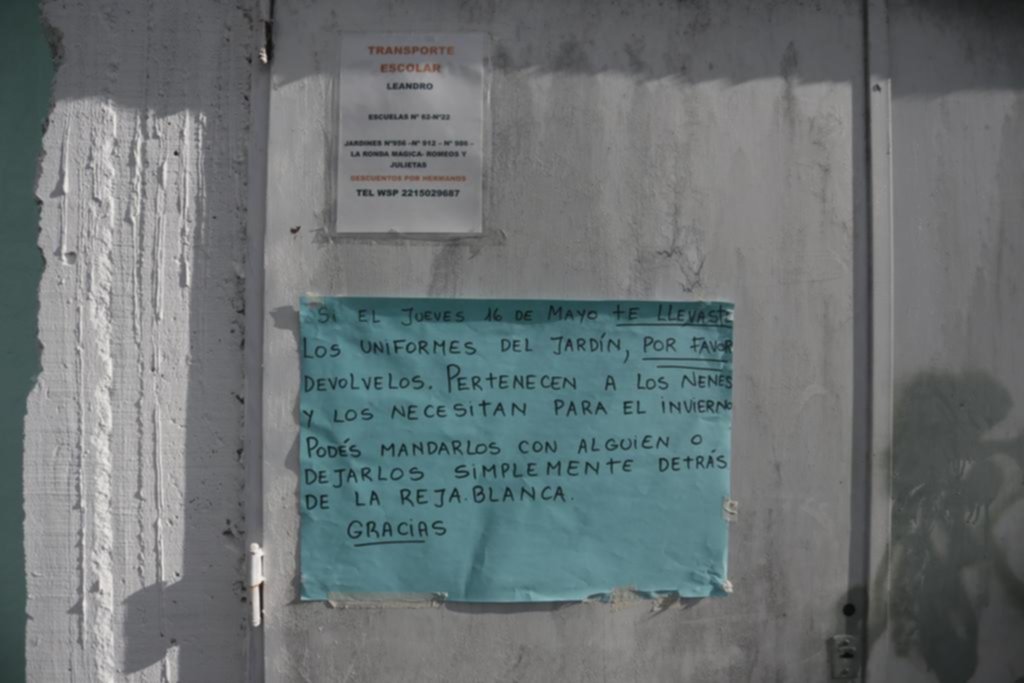 TRANSPORTE
ESCOLAR
LEANDRO
ESCUELAS N° 62-N°22
JARDINES N°956 -N° 912 - N° 986 -
LA RONDA MAGICA- ROMEOS Y
JULIETAS
DESCUENTOS POR HERMANOS
TEL WSP 2215029687
SI EL JUEVES 16 DE MAYO TE LLEVASTE
LOS UNIFORMES DEL JARDÍN, POR FAVOR
DEVOLVELOS. PERTENECEN A LOS NENES
Y LOS NECESITAN PARA EL INVIERNO
PODÉS MANDARLOS CON ALGUIEN O
DEJARLOS SIMPLEMENTE DETRÁS
DE LA REJA.BLANCA.
GRACIAS